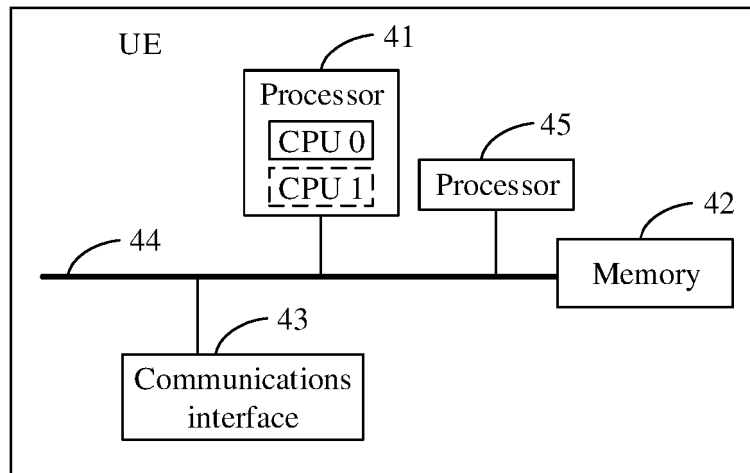 UE
41
Processor
CPU 0
CPU 1
45
Processor
42
Memory
44
43
Communications
interface